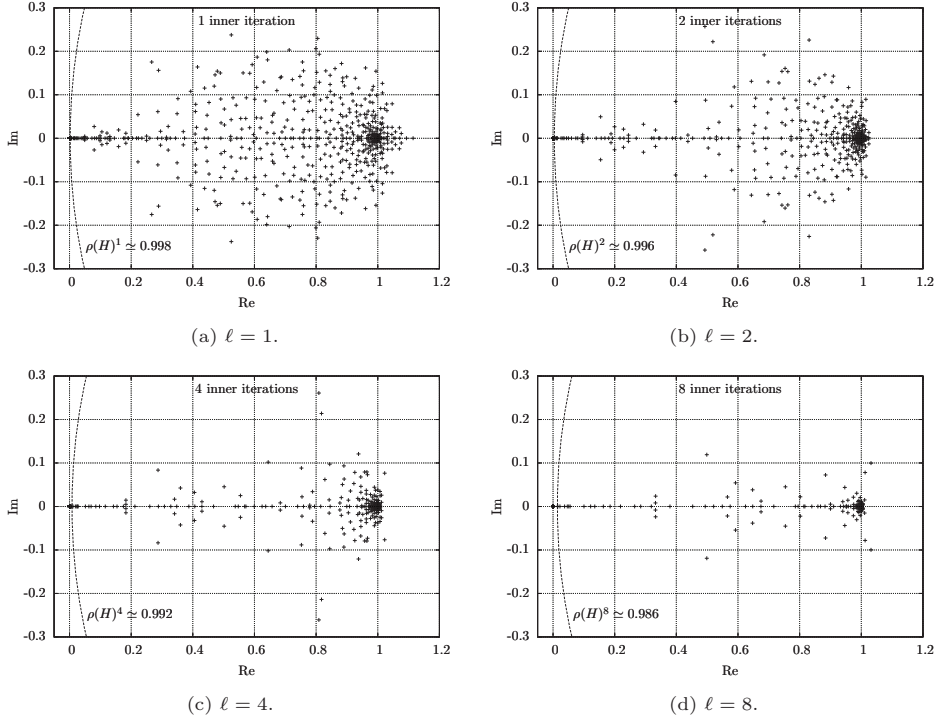 1 inner iteration
0.3
0.2
0.1
0
-0.1
-0.2
-0.3
Im
ρ(H)¹ ≃ 0.998
0 0.2 0.4 0.6 0.8 1 1.2
Re
(a) ℓ = 1.
2 inner iterations
0.3
0.2
0.1
0
-0.1
-0.2
-0.3
Im
ρ(H)² ≃ 0.996
0 0.2 0.4 0.6 0.8 1 1.2
Re
(b) ℓ = 2.
4 inner iterations
0.3
0.2
0.1
0
-0.1
-0.2
-0.3
Im
ρ(H)⁴ ≃ 0.992
0 0.2 0.4 0.6 0.8 1 1.2
Re
(c) ℓ = 4.
8 inner iterations
0.3
0.2
0.1
0
-0.1
-0.2
-0.3
Im
ρ(H)⁸ ≃ 0.986
0 0.2 0.4 0.6 0.8 1 1.2
Re
(d) ℓ = 8.